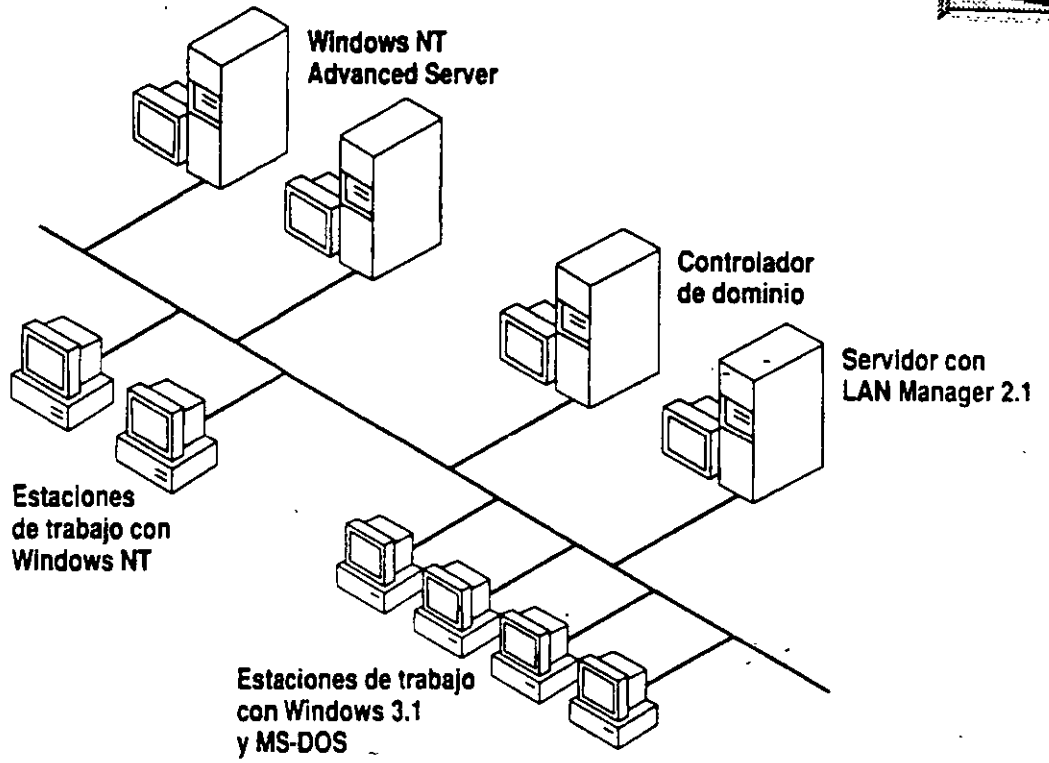 Windows NT
Advanced Server
Controlador
de dominio
Servidor con
LAN Manager 2.1
Estaciones
de trabajo con
Windows NT
Estaciones de trabajo
con Windows 3.1
y MS-DOS